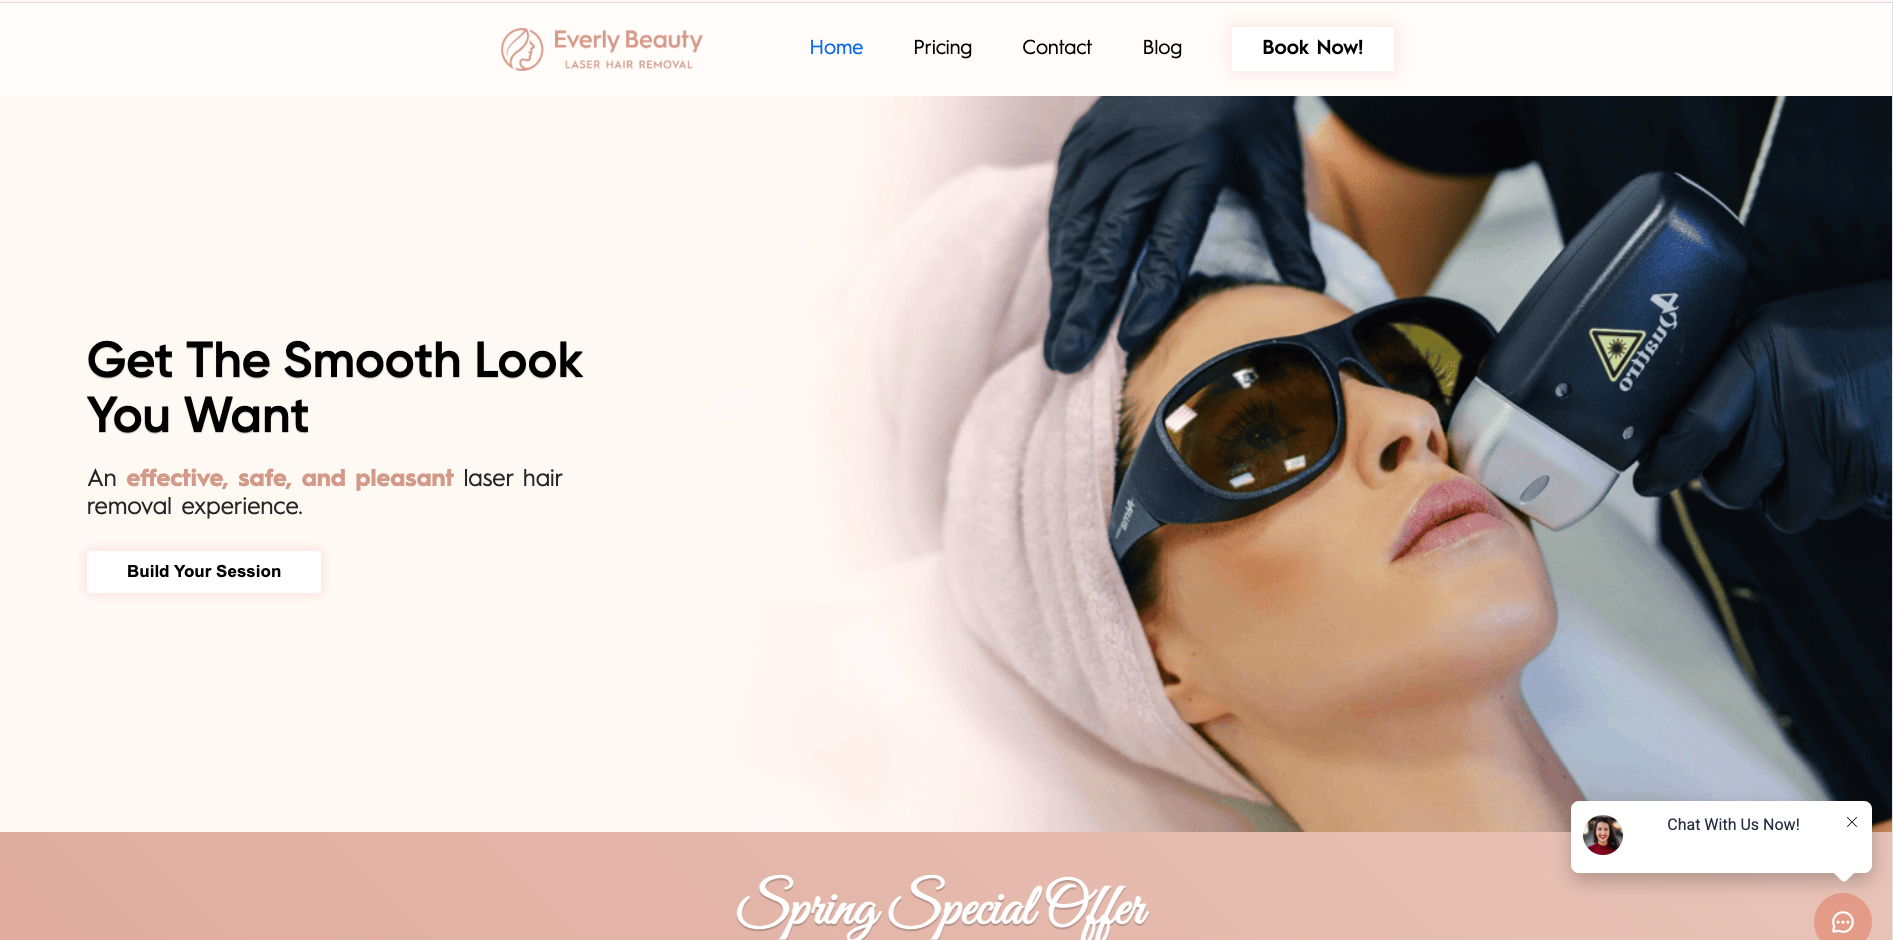 Everly Beauty
LASER HAIR REMOVAL
Home
Pricing
Contact
Blog
Book Now!
Get The Smooth Look
You Want
An effective, safe, and pleasant laser hair
removal experience.
Build Your Session
Quattro
Chat With Us Now!
Spring Special Offer